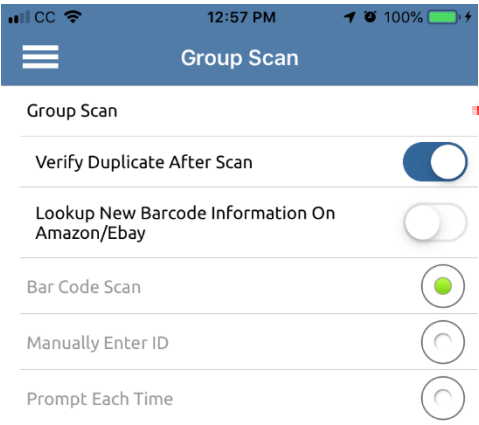 CC 12:57 PM 100%
Group Scan
Group Scan
Verify Duplicate After Scan
Lookup New Barcode Information On
Amazon/Ebay
Bar Code Scan
Manually Enter ID
Prompt Each Time